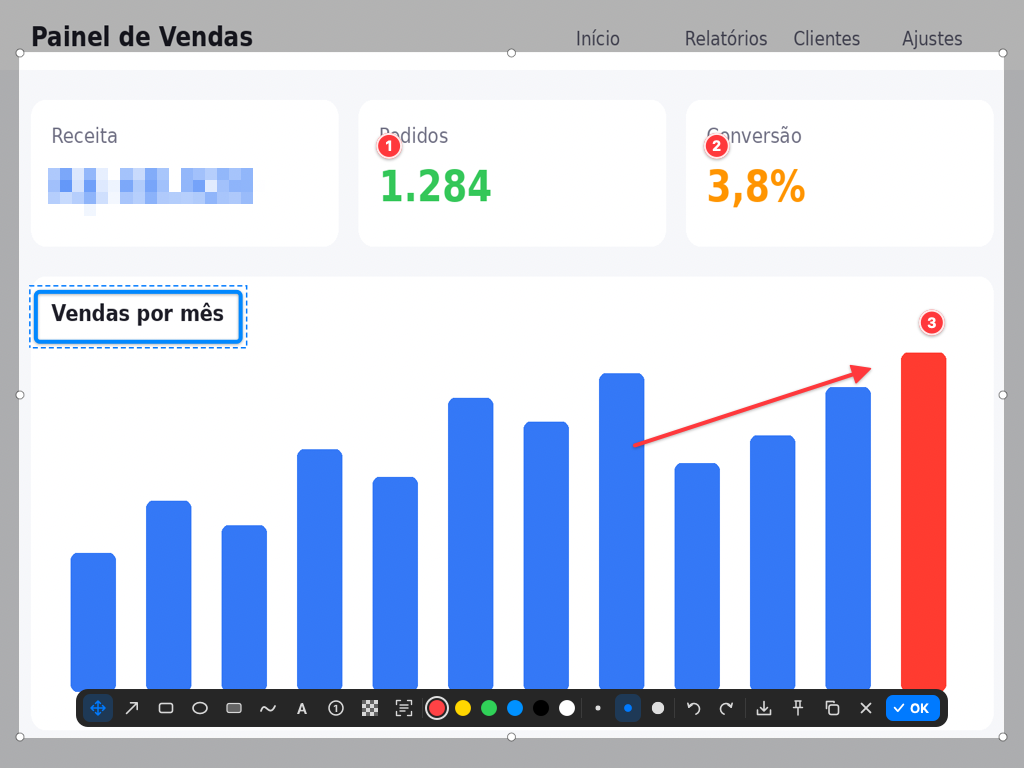 Painel de Vendas
Início Relatórios Clientes Ajustes
Receita
Pedidos
1
1.284
Conversão
2
3,8%
Vendas por mês
3
A 1 OK